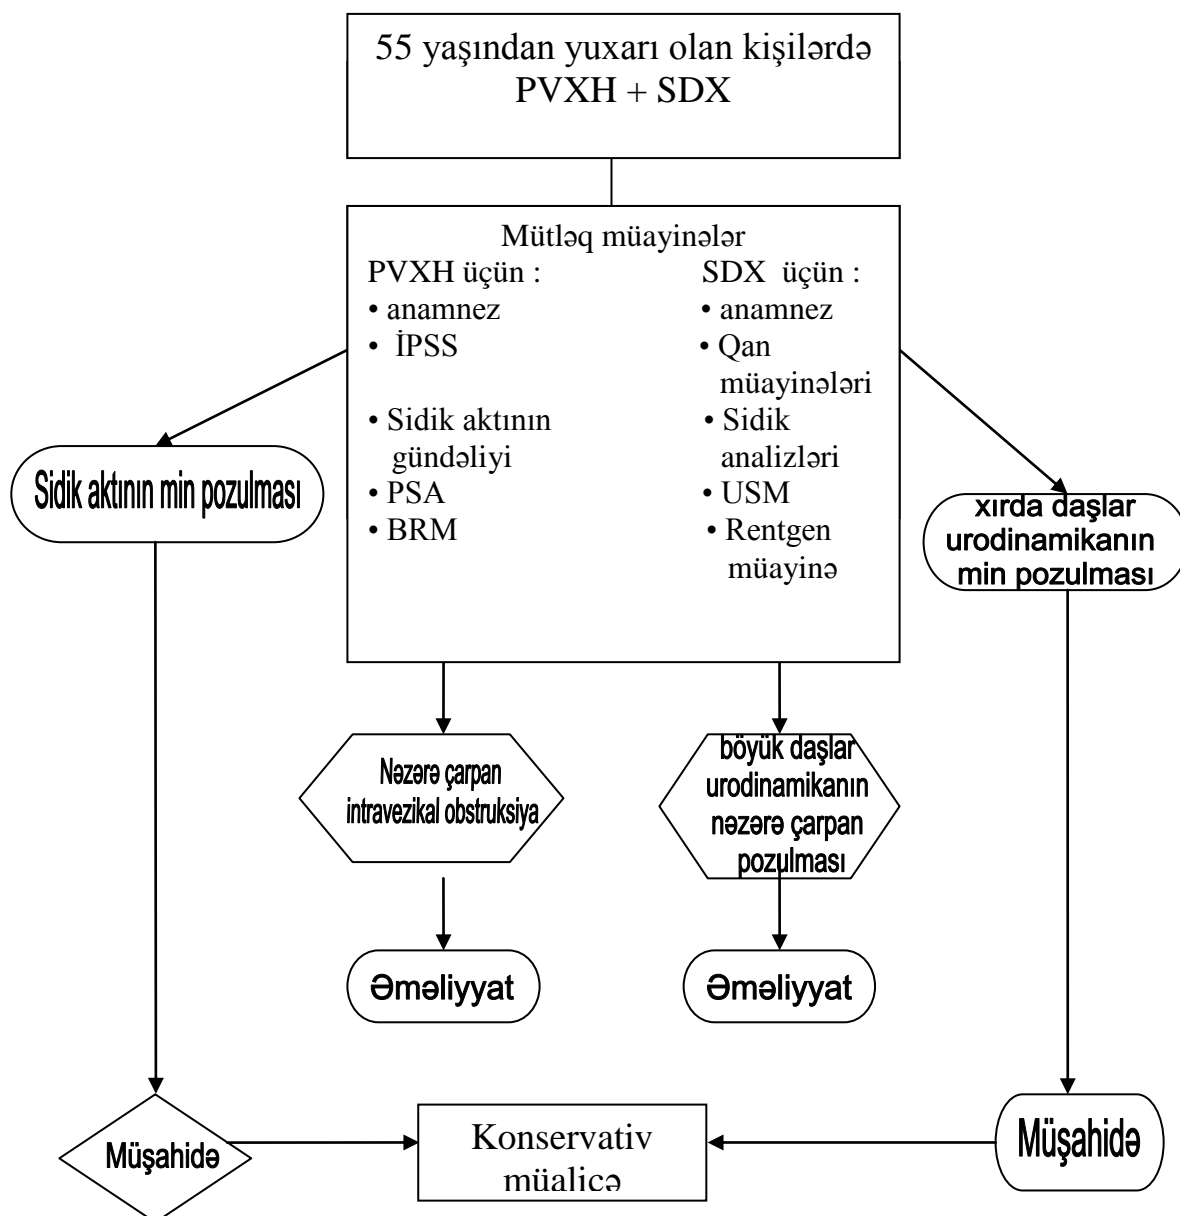 55 yaşından yuxarı olan kişilərdə
PVXH + SDX
Mütləq müayinələr
PVXH üçün :
• anamnez
• İPSS
• Sidik aktının
gündəliyi
• PSA
• BRM
SDX üçün :
• anamnez
• Qan
müayinələri
• Sidik
analizləri
• USM
• Rentgen
müayinə
Sidik aktının min pozulması
xırda daşlar
urodinamikanın
min pozulması
Nəzərə çarpan
intravezikal obstruksiya
böyük daşlar
urodinamikanın
nəzərə çarpan
pozulması
Əməliyyat
Əməliyyat
Müşahidə
Konservativ
müalicə
Müşahidə